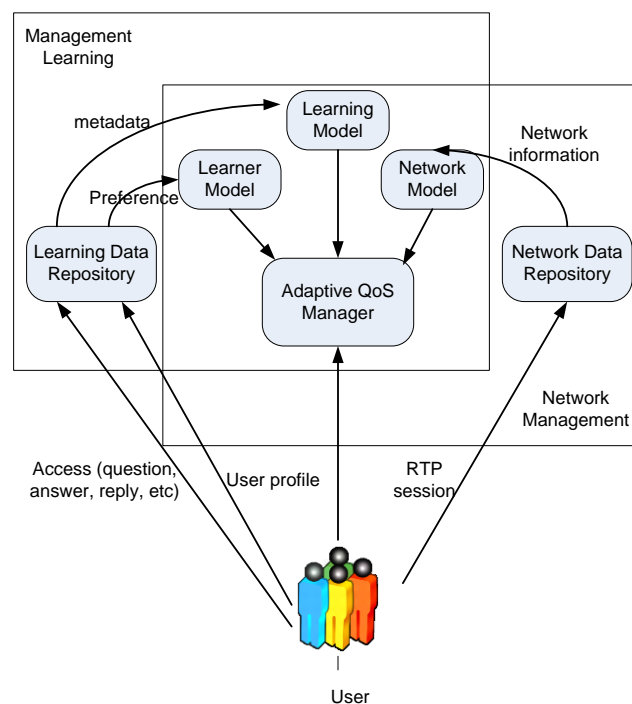 Management
Learning
metadata
Learning
Model
Network
information
Learner
Model
Network
Model
Preference
Learning Data
Repository
Adaptive QoS
Manager
Network Data
Repository
Network
Management
Access (question,
answer, reply, etc)
User profile
RTP
session
User